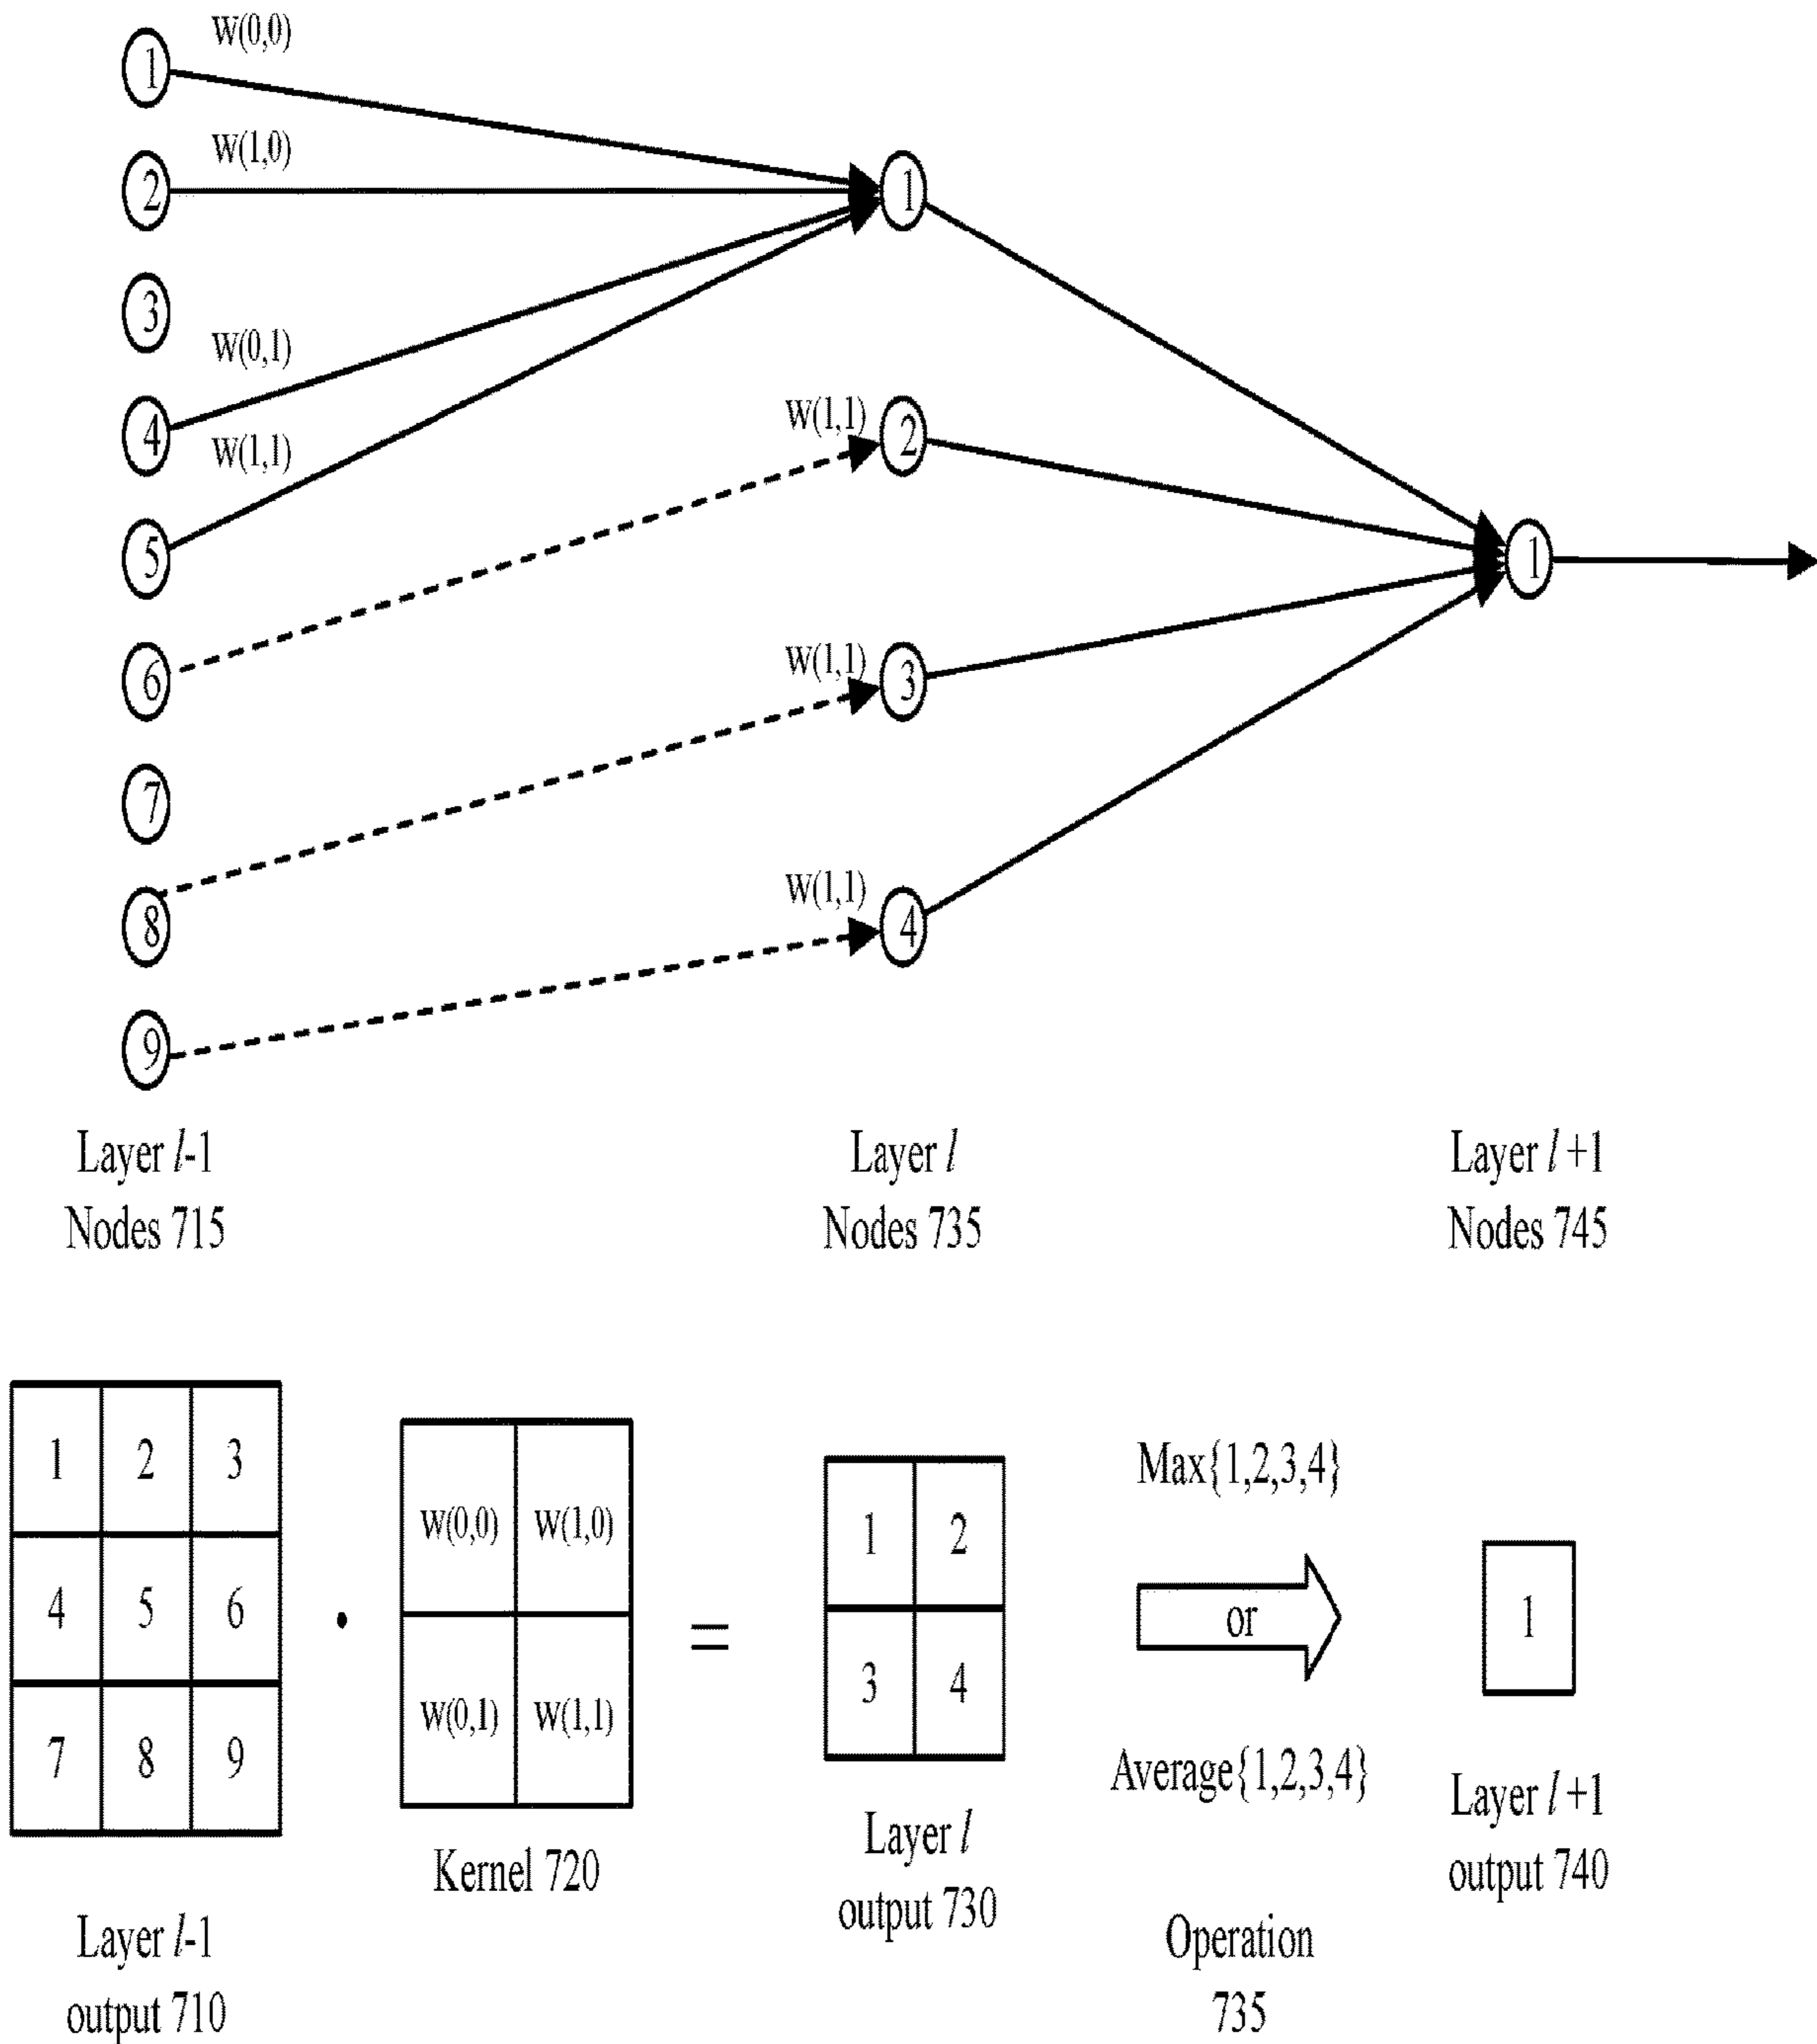 W(0,0)
1
W(1,0)
2
1
3
W(0,1)
4
W(1,1)
W(1,1)
2
5
1
6
W(1,1)
3
7
8
W(1,1)
4
9
Layer l-1
Nodes 715
Layer l
Nodes 735
Layer l +1
Nodes 745
1 2 3
4 5 6
7 8 9
Layer l-1
output 710
·
W(0,0) W(1,0)
W(0,1) W(1,1)
Kernel 720
=
1 2
3 4
Layer l
output 730
Max{1,2,3,4}
or
Average{1,2,3,4}
Operation
735
1
Layer l +1
output 740